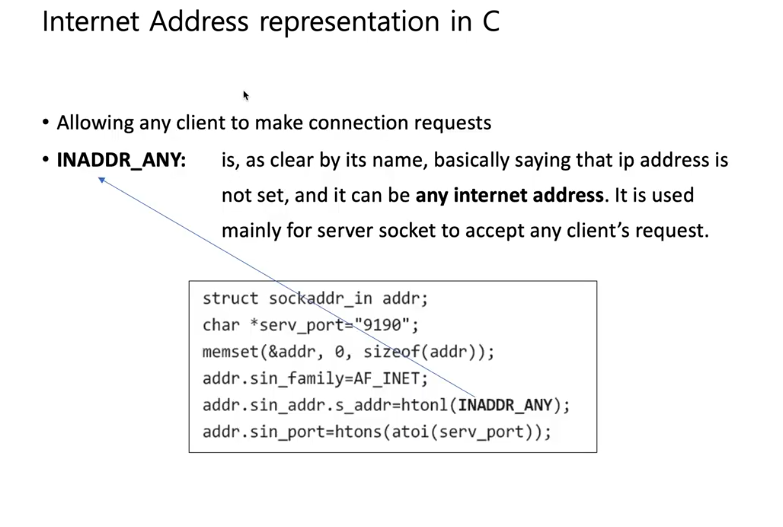 Internet Address representation in C
• Allowing any client to make connection requests
• INADDR_ANY: is, as clear by its name, basically saying that ip address is
not set, and it can be any internet address. It is used
mainly for server socket to accept any client's request.
struct sockaddr_in addr;
char *serv_port="9190";
memset(&addr, 0, sizeof(addr));
addr.sin_family=AF_INET;
addr.sin_addr.s_addr=htonl(INADDR_ANY);
addr.sin_port=htons(atoi(serv_port));